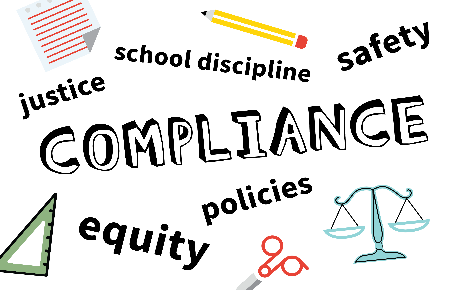 school discipline
safety
justice
COMPLIANCE
policies
equity